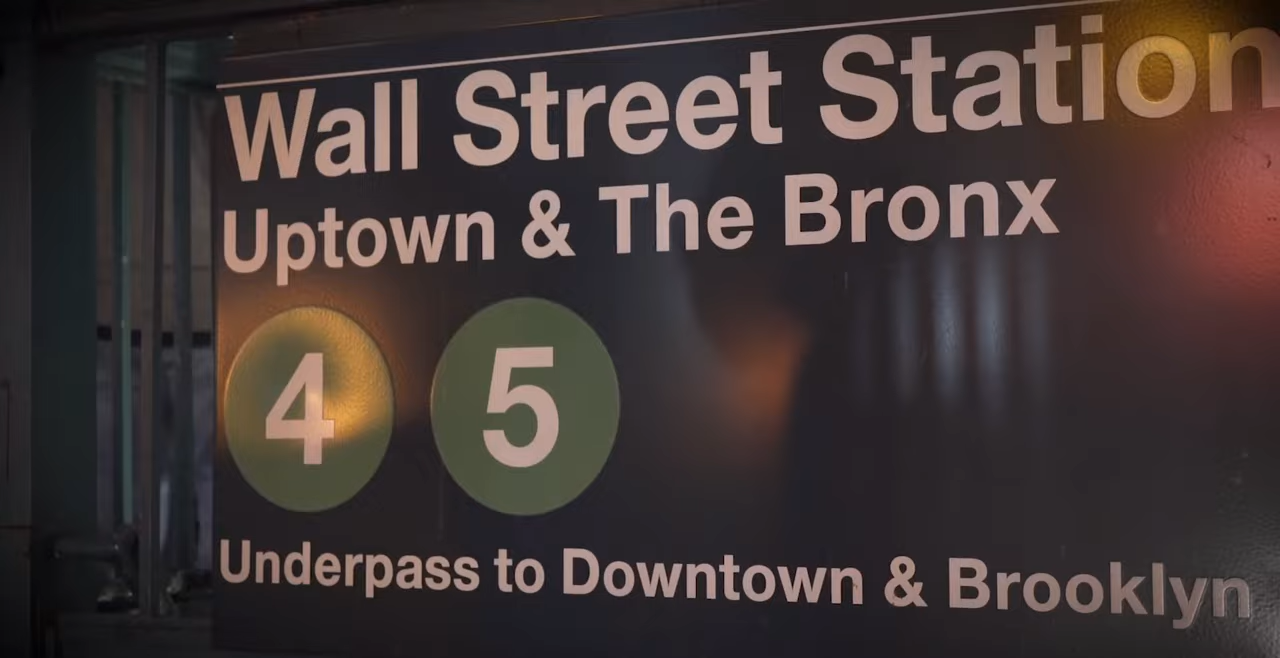 Wall Street Station
Uptown & The Bronx
4 5
Underpass to Downtown & Brooklyn